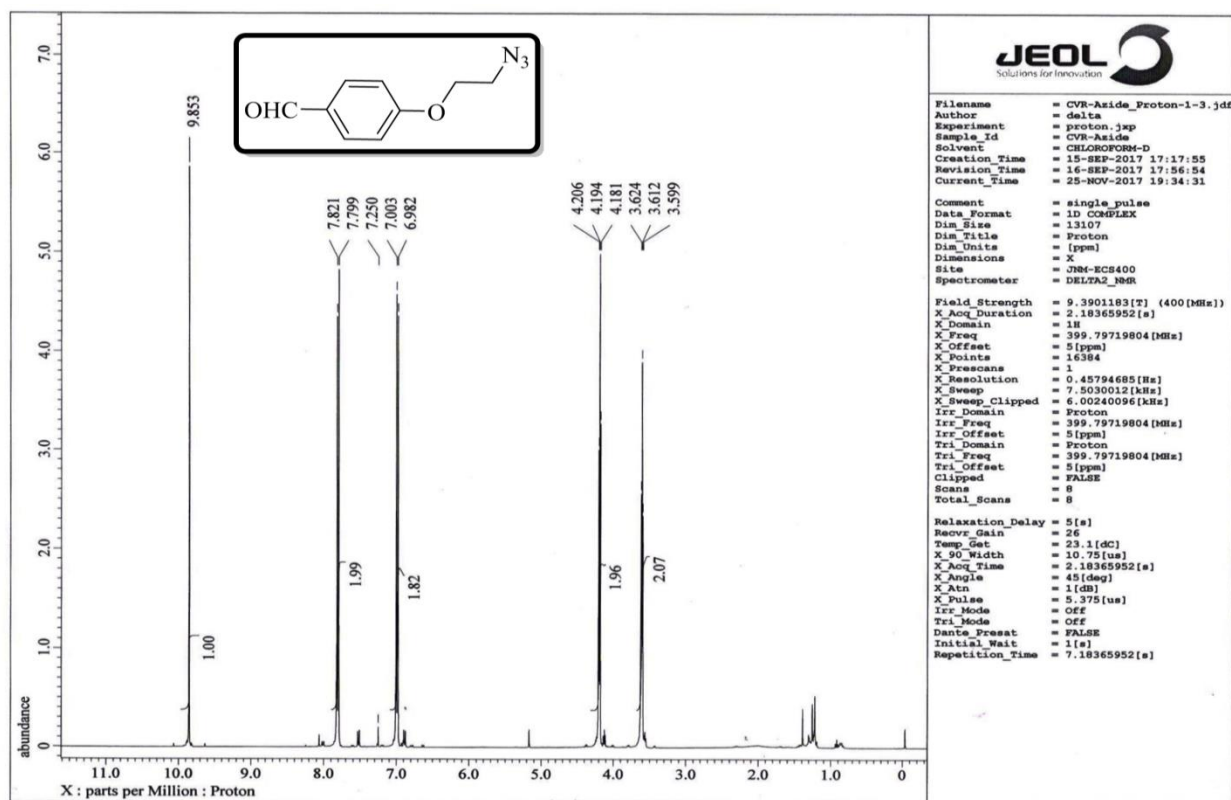 7.0
6.0
5.0
4.0
3.0
2.0
1.0
0
abundance
9.853
7.821
7.799
7.250
7.003
6.982
4.206
4.194
4.181
3.624
3.612
3.599
OHC
O
N3
1.00
1.99
1.82
1.96
2.07
11.0 10.0 9.0 8.0 7.0 6.0 5.0 4.0 3.0 2.0 1.0 0
X : parts per Million : Proton
JEOL
Solutions for Innovation
Filename = CVR-Azide_Proton-1-3.jdf
Author = delta
Experiment = proton.jxp
Sample_Id = CVR-Azide
Solvent = CHLOROFORM-D
Creation_Time = 15-SEP-2017 17:17:55
Revision_Time = 16-SEP-2017 17:56:54
Current_Time = 25-NOV-2017 19:34:31
Comment = single_pulse
Data_Format = 1D COMPLEX
Dim_Size = 13107
Dim_Title = Proton
Dim_Units = [ppm]
Dimensions = X
Site = JNM-ECS400
Spectrometer = DELTA2_NMR
Field_Strength = 9.3901183[T] (400[MHz])
X_Acq_Duration = 2.18365952[s]
X_Domain = 1H
X_Freq = 399.79719804[MHz]
X_Offset = 5[ppm]
X_Points = 16384
X_Prescans = 1
X_Resolution = 0.45794685[Hz]
X_Sweep = 7.5030012[kHz]
X_Sweep_Clipped = 6.00240096[kHz]
Irr_Domain = Proton
Irr_Freq = 399.79719804[MHz]
Irr_Offset = 5[ppm]
Tri_Domain = Proton
Tri_Freq = 399.79719804[MHz]
Tri_Offset = 5[ppm]
Clipped = FALSE
Scans = 8
Total_Scans = 8
Relaxation_Delay = 5[s]
Recvr_Gain = 26
Temp_Get = 23.1[dC]
X_90_Width = 10.75[us]
X_Acq_Time = 2.18365952[s]
X_Angle = 45[deg]
X_Atn = 1[dB]
X_Pulse = 5.375[us]
Irr_Mode = Off
Tri_Mode = Off
Dante_Presat = FALSE
Initial_Wait = 1[s]
Repetition_Time = 7.18365952[s]